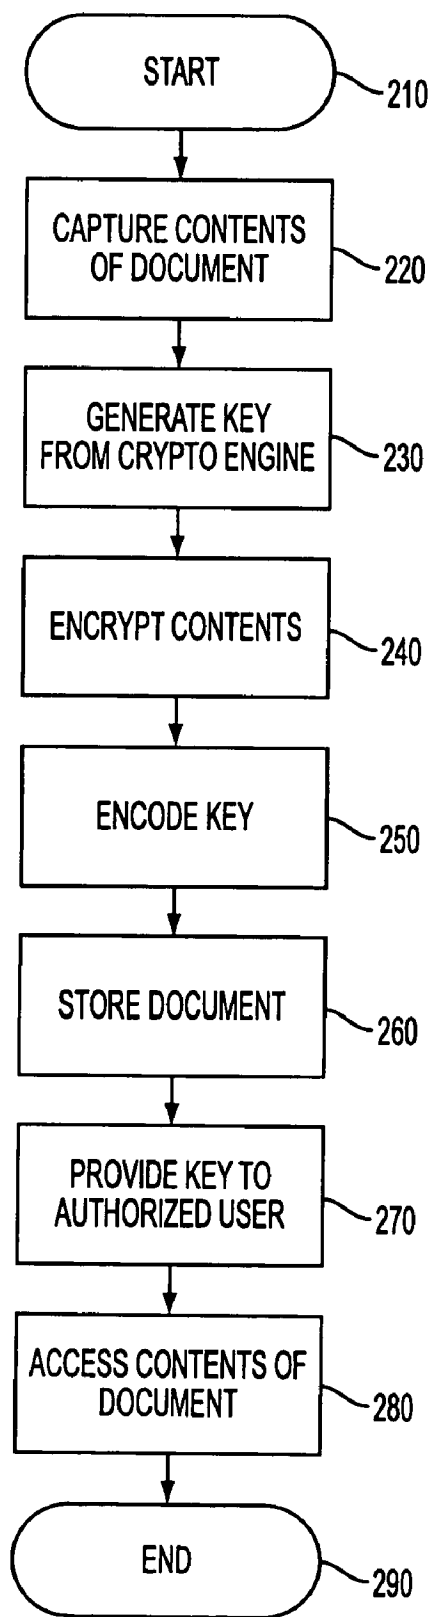 START
210
CAPTURE CONTENTS
OF DOCUMENT
220
GENERATE KEY
FROM CRYPTO ENGINE
230
ENCRYPT CONTENTS
240
ENCODE KEY
250
STORE DOCUMENT
260
PROVIDE KEY TO
AUTHORIZED USER
270
ACCESS CONTENTS OF
DOCUMENT
280
END
290